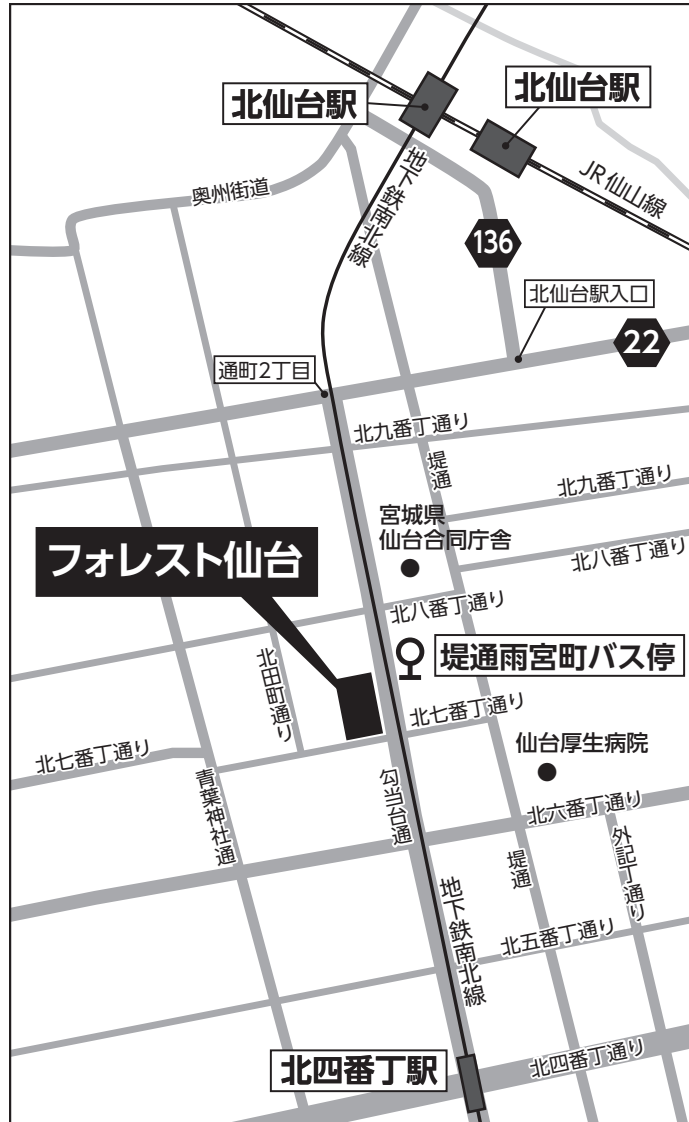 北仙台駅
北仙台駅
JR仙山線
奥州街道
地下鉄南北線
136
北仙台駅入口
22
通町2丁目
北九番丁通り
堤通
北九番丁通り
宮城県
仙台合同庁舎
フォレスト仙台
北八番丁通り
北八番丁通り
堤通雨宮町バス停
北田町通り
北七番丁通り
仙台厚生病院
北七番丁通り
青葉神社通
勾当台通
北六番丁通り
堤通
外記丁通り
地下鉄南北線
北五番丁通り
北四番丁駅
北四番丁通り